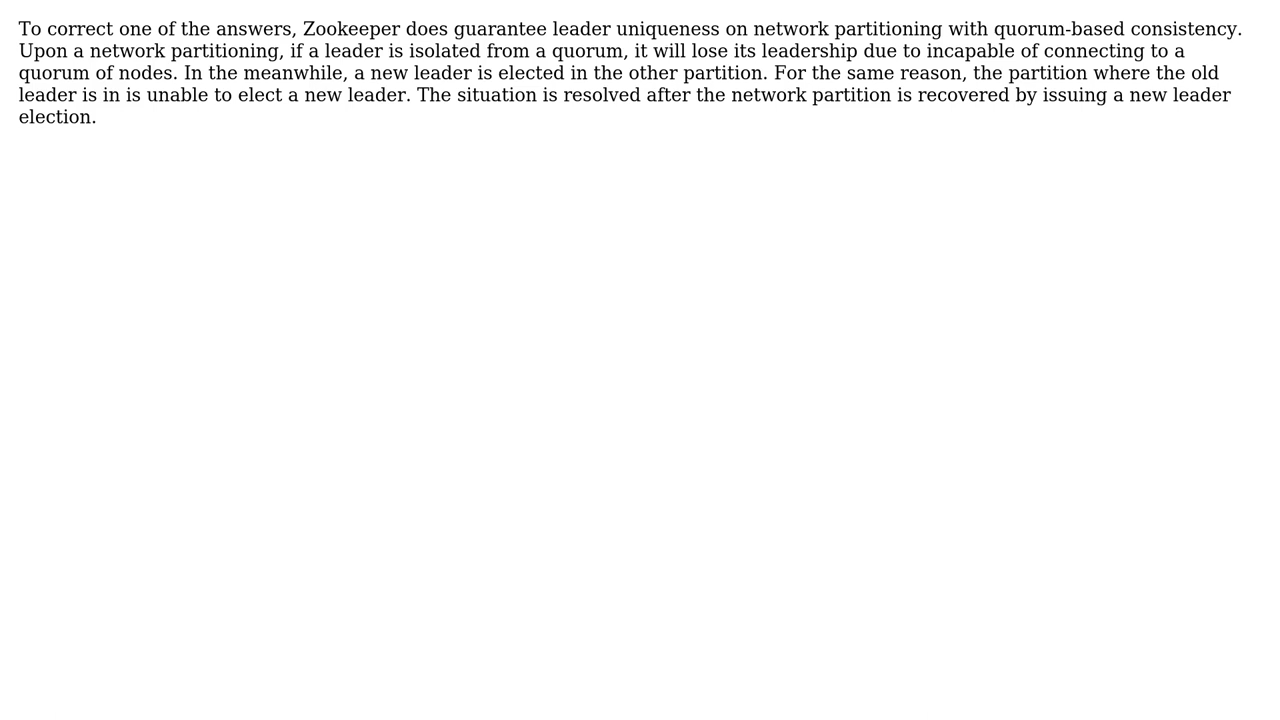 To correct one of the answers, Zookeeper does guarantee leader uniqueness on network partitioning with quorum-based consistency.
Upon a network partitioning, if a leader is isolated from a quorum, it will lose its leadership due to incapable of connecting to a
quorum of nodes. In the meanwhile, a new leader is elected in the other partition. For the same reason, the partition where the old
leader is in is unable to elect a new leader. The situation is resolved after the network partition is recovered by issuing a new leader
election.